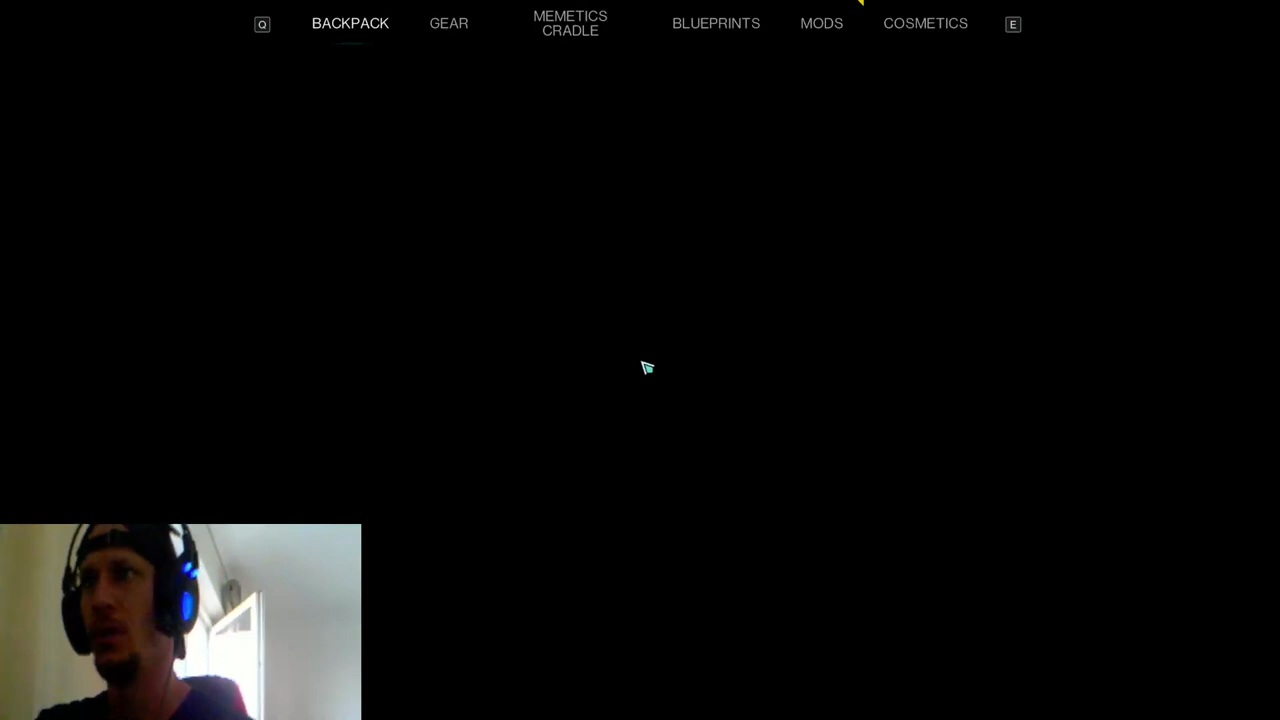 Q
BACKPACK
GEAR
MEMETICS
CRADLE
BLUEPRINTS
MODS
COSMETICS
E